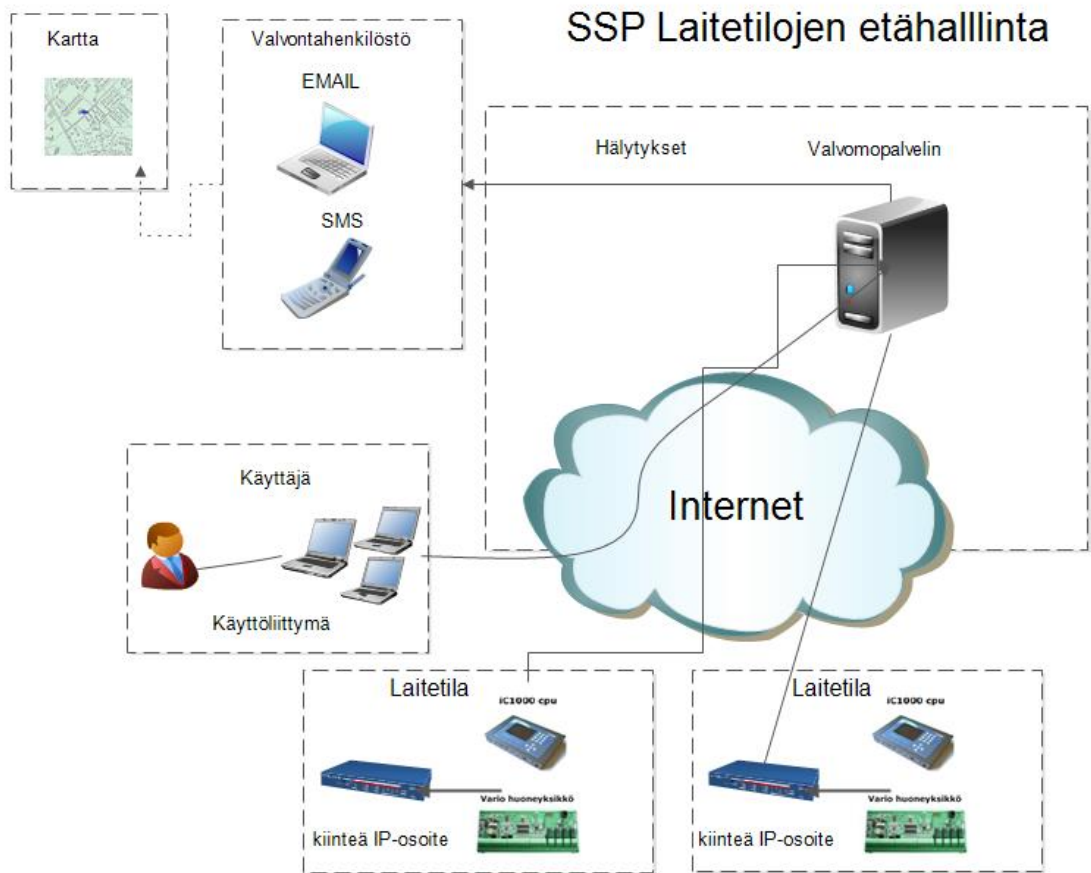 SSP Laitetilojen etähalllinta
Kartta
Valvontahenkilöstö
EMAIL
SMS
Hälytykset
Valvomopalvelin
Internet
Käyttäjä
Käyttöliittymä
Laitetila
iC1000 cpu
Vario huoneyksikkö
kiinteä IP-osoite
Laitetila
iC1000 cpu
Vario huoneyksikkö
kiinteä IP-osoite